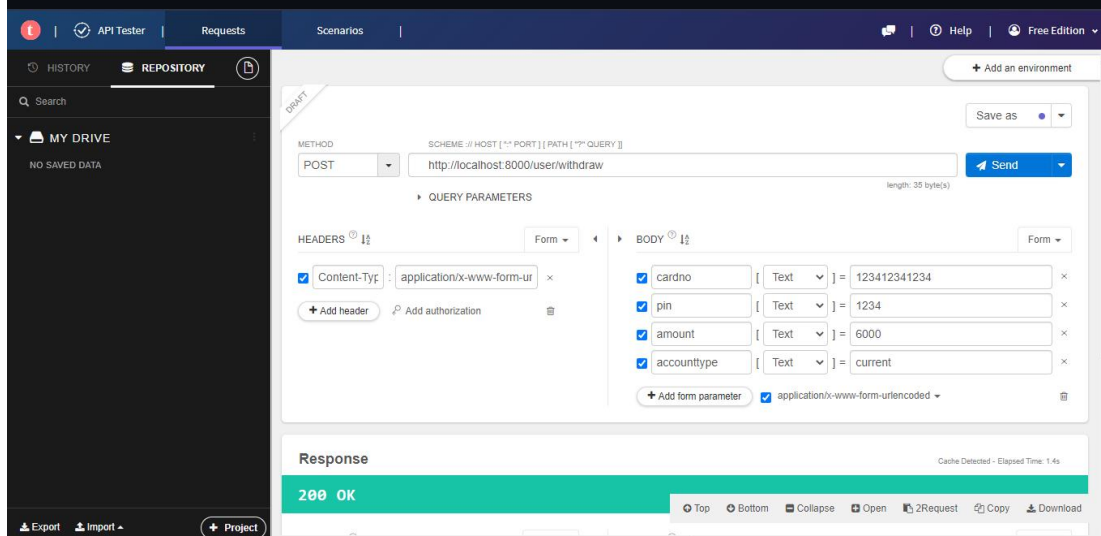 t | API Tester | Requests Scenarios | | Help | Free Edition
HISTORY REPOSITORY
+ Add an environment
Search
DRAFT
Save as
MY DRIVE
METHOD SCHEME :// HOST [ ":" PORT ] [ PATH [ "?" QUERY ]]
NO SAVED DATA
POST http://localhost:8000/user/withdraw Send
length: 35 byte(s)
QUERY PARAMETERS
HEADERS Form BODY Form
Content-Typ : application/x-www-form-ur × cardno [ Text ] = 123412341234 ×
+ Add header Add authorization pin [ Text ] = 1234 ×
amount [ Text ] = 6000 ×
accounttype [ Text ] = current ×
+ Add form parameter application/x-www-form-urlencoded
Response Cache Detected - Elapsed Time: 1.4s
200 OK
Top Bottom Collapse Open 2Request Copy Download
Export Import + Project